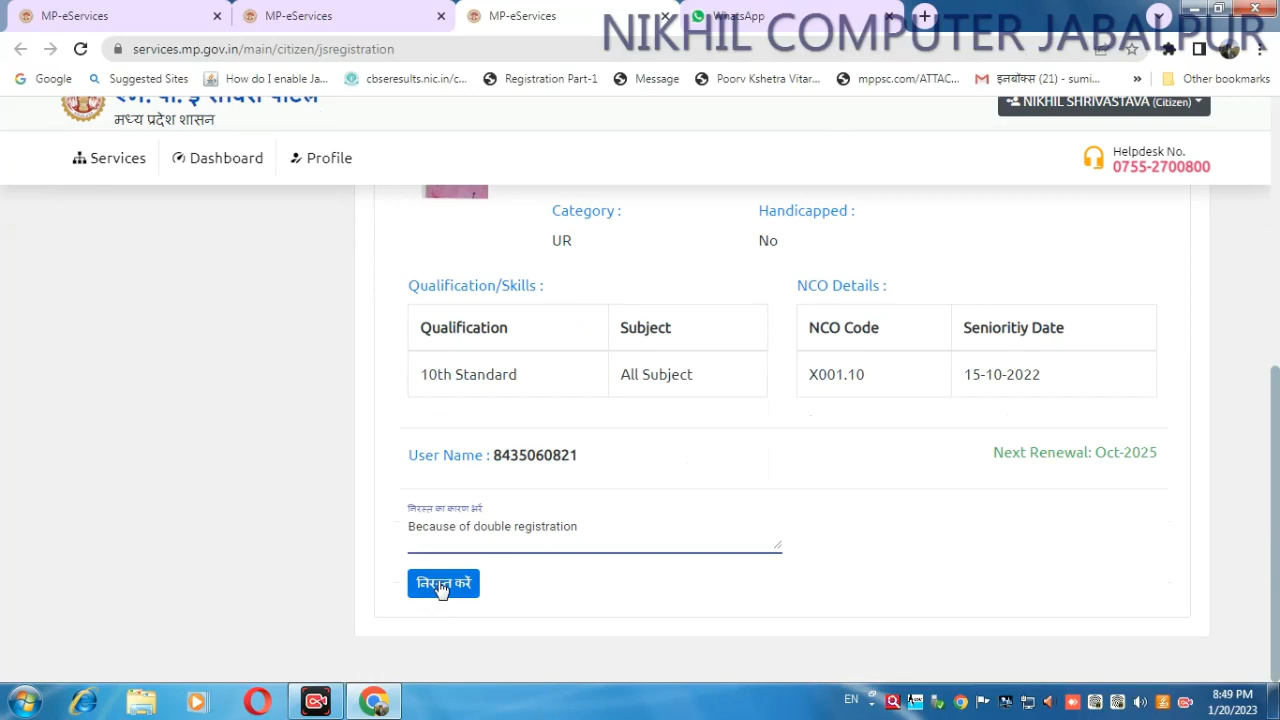 MP-eServices
MP-eServices
MP-eServices
WhatsApp
NIKHIL COMPUTER JABALPUR
services.mp.gov.in/main/citizen/jsregistration
Google
Suggested Sites
How do I enable Ja...
cbseresults.nic.in/c...
Registration Part-1
Message
Poorv Kshetra Vitar...
mppsc.com/ATTAC...
इनबॉक्स (21) - sumi...
»
Other bookmarks
मध्य प्रदेश शासन
NIKHIL SHRIVASTAVA (Citizen)
Services
Dashboard
Profile
Helpdesk No.
0755-2700800
Category :
Handicapped :
UR
No
Qualification/Skills :
NCO Details :
Qualification Subject
NCO Code Senioritiy Date
10th Standard All Subject
X001.10 15-10-2022
User Name : 8435060821
Next Renewal: Oct-2025
निरस्त का कारण भरें
Because of double registration
निरस्त करें
EN
8:49 PM
1/20/2023